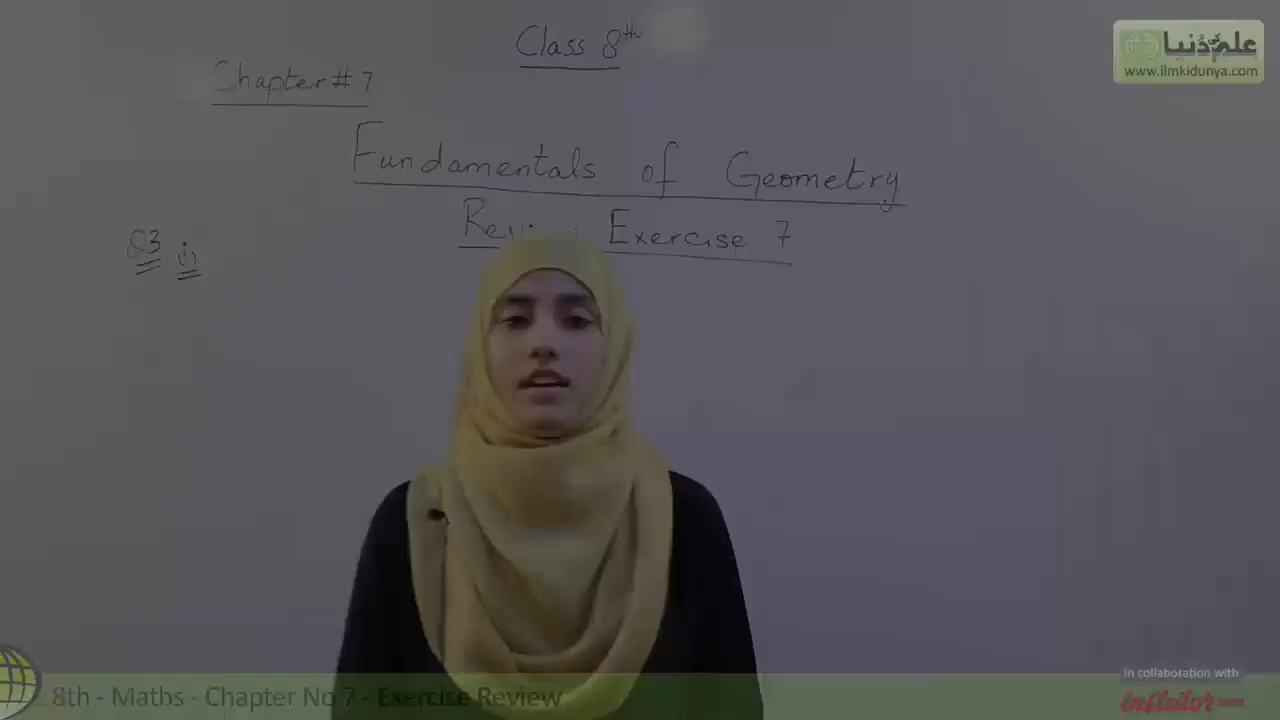 Class 8th
Chapter # 7
Fundamentals of Geometry
Exercise 7
Q3 (i)
علم کی دنیا
www.ilmkidunya.com
8th - Maths - Chapter No 7 - Exercise Review
in collaboration with